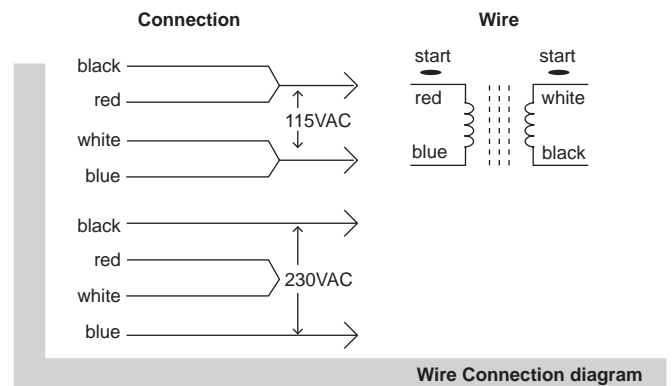 Connection
Wire
black
red
white
blue
115VAC
start
start
red
white
blue
black
black
red
white
blue
230VAC
Wire Connection diagram